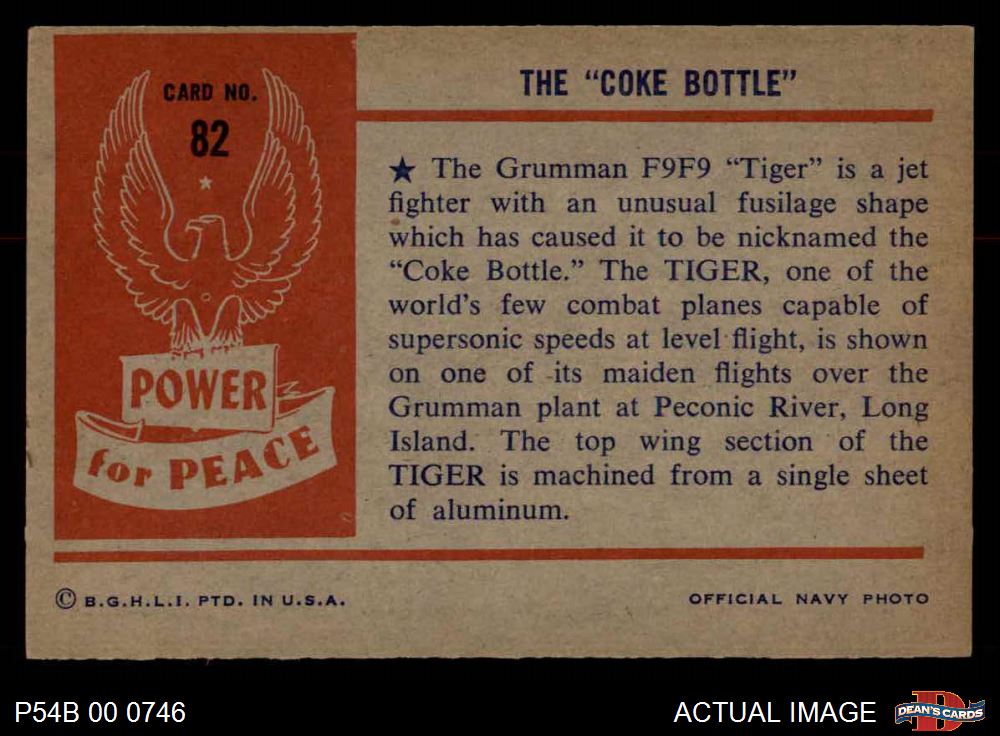 CARD NO.
82
POWER
for PEACE
THE “COKE BOTTLE”
★ The Grumman F9F9 “Tiger” is a jet
fighter with an unusual fusilage shape
which has caused it to be nicknamed the
“Coke Bottle.” The TIGER, one of the
world’s few combat planes capable of
supersonic speeds at level flight, is shown
on one of its maiden flights over the
Grumman plant at Peconic River, Long
Island. The top wing section of the
TIGER is machined from a single sheet
of aluminum.
© B.G.H.L.I. PTD. IN U.S.A.
OFFICIAL NAVY PHOTO
P54B 00 0746
ACTUAL IMAGE
DEAN'S CARDS